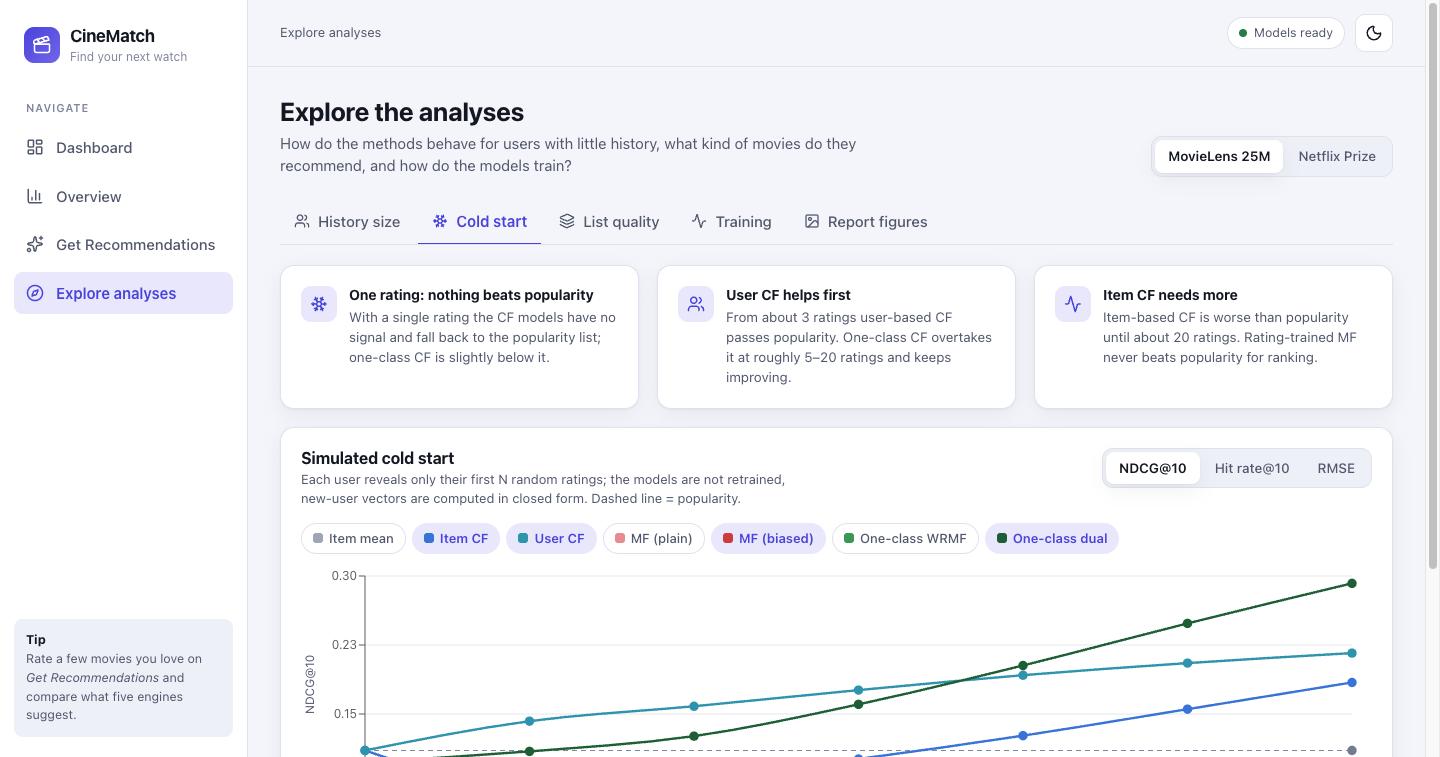 CineMatch
Find your next watch
NAVIGATE
Dashboard
Overview
Get Recommendations
Explore analyses
Tip
Rate a few movies you love on
Get Recommendations and
compare what five engines
suggest.
Explore analyses
Models ready
Explore the analyses
How do the methods behave for users with little history, what kind of movies do they
recommend, and how do the models train?
MovieLens 25M
Netflix Prize
History size
Cold start
List quality
Training
Report figures
One rating: nothing beats popularity
With a single rating the CF models have no
signal and fall back to the popularity list;
one-class CF is slightly below it.
User CF helps first
From about 3 ratings user-based CF
passes popularity. One-class CF overtakes
it at roughly 5–20 ratings and keeps
improving.
Item CF needs more
Item-based CF is worse than popularity
until about 20 ratings. Rating-trained MF
never beats popularity for ranking.
Simulated cold start
Each user reveals only their first N random ratings; the models are not retrained,
new-user vectors are computed in closed form. Dashed line = popularity.
NDCG@10
Hit rate@10
RMSE
Item mean
Item CF
User CF
MF (plain)
MF (biased)
One-class WRMF
One-class dual
0.30
0.23
0.15
NDCG@10